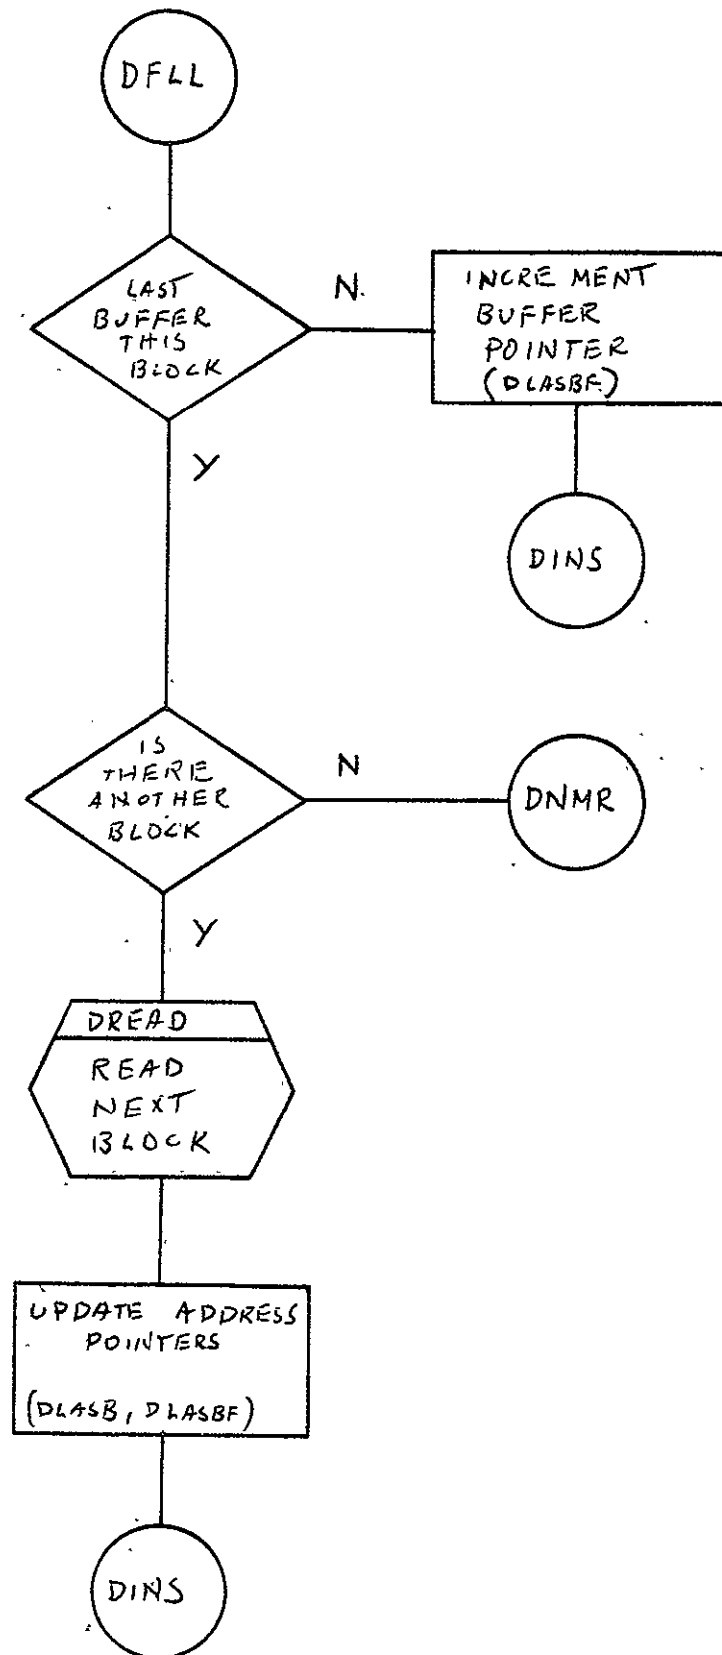 DFLL
LAST
BUFFER
THIS
BLOCK
N
INCREMENT
BUFFER
POINTER
(DLASBF)
Y
DINS
IS
THERE
ANOTHER
BLOCK
N
DNMR
Y
DREAD
READ
NEXT
BLOCK
UPDATE ADDRESS
POINTERS
(DLASB, DLASBF)
DINS